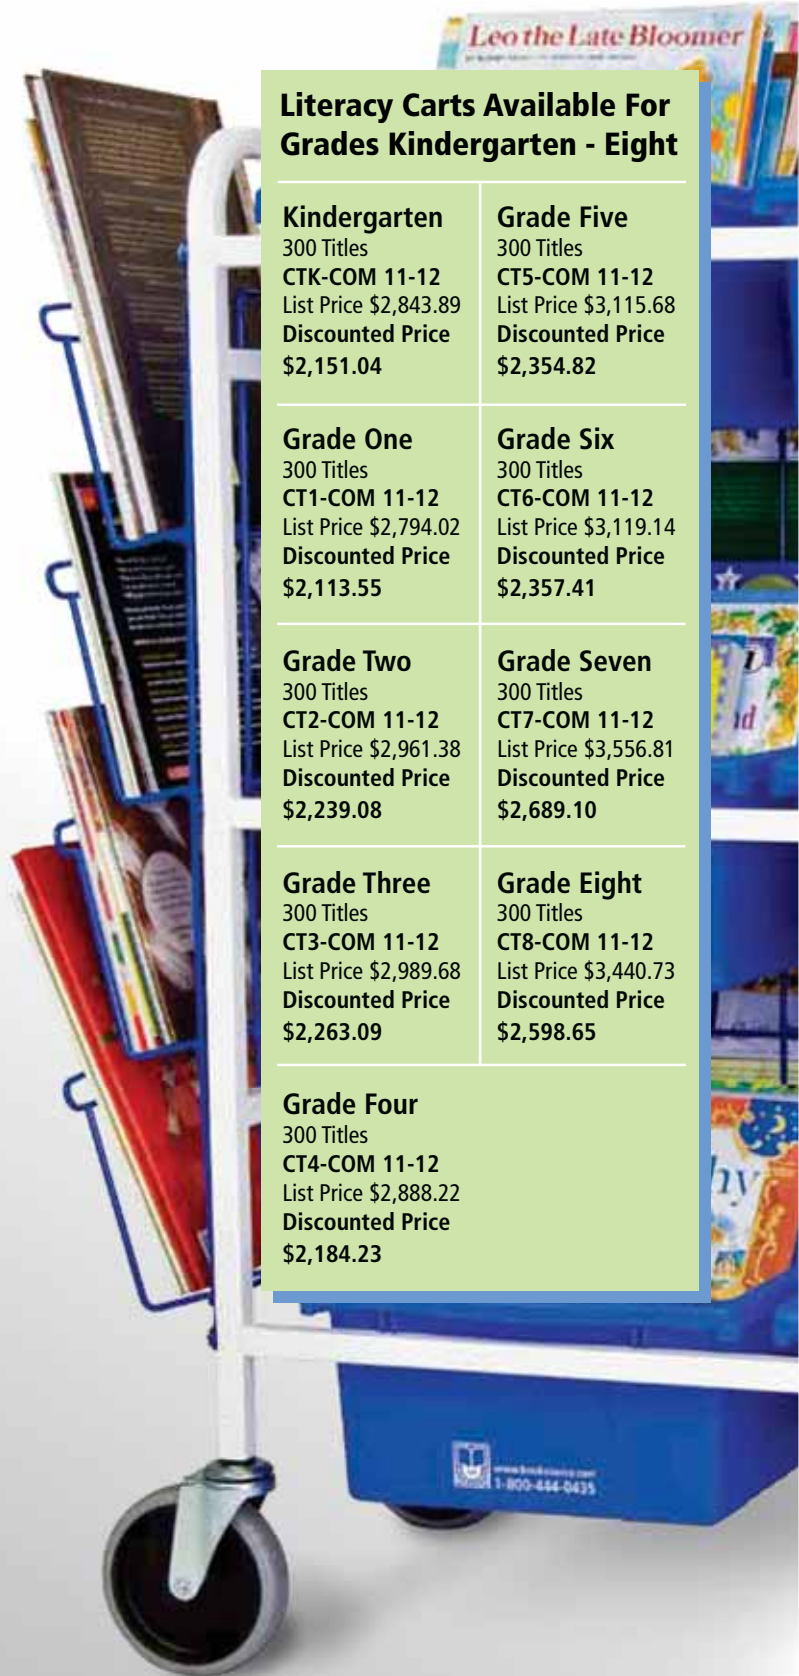 Leo the Late Bloomer
Literacy Carts Available For
Grades Kindergarten - Eight
Kindergarten
300 Titles
CTK-COM 11-12
List Price $2,843.89
Discounted Price
$2,151.04
Grade One
300 Titles
CT1-COM 11-12
List Price $2,794.02
Discounted Price
$2,113.55
Grade Two
300 Titles
CT2-COM 11-12
List Price $2,961.38
Discounted Price
$2,239.08
Grade Three
300 Titles
CT3-COM 11-12
List Price $2,989.68
Discounted Price
$2,263.09
Grade Four
300 Titles
CT4-COM 11-12
List Price $2,888.22
Discounted Price
$2,184.23
Grade Five
300 Titles
CT5-COM 11-12
List Price $3,115.68
Discounted Price
$2,354.82
Grade Six
300 Titles
CT6-COM 11-12
List Price $3,119.14
Discounted Price
$2,357.41
Grade Seven
300 Titles
CT7-COM 11-12
List Price $3,556.81
Discounted Price
$2,689.10
Grade Eight
300 Titles
CT8-COM 11-12
List Price $3,440.73
Discounted Price
$2,598.65
1-800-444-0435